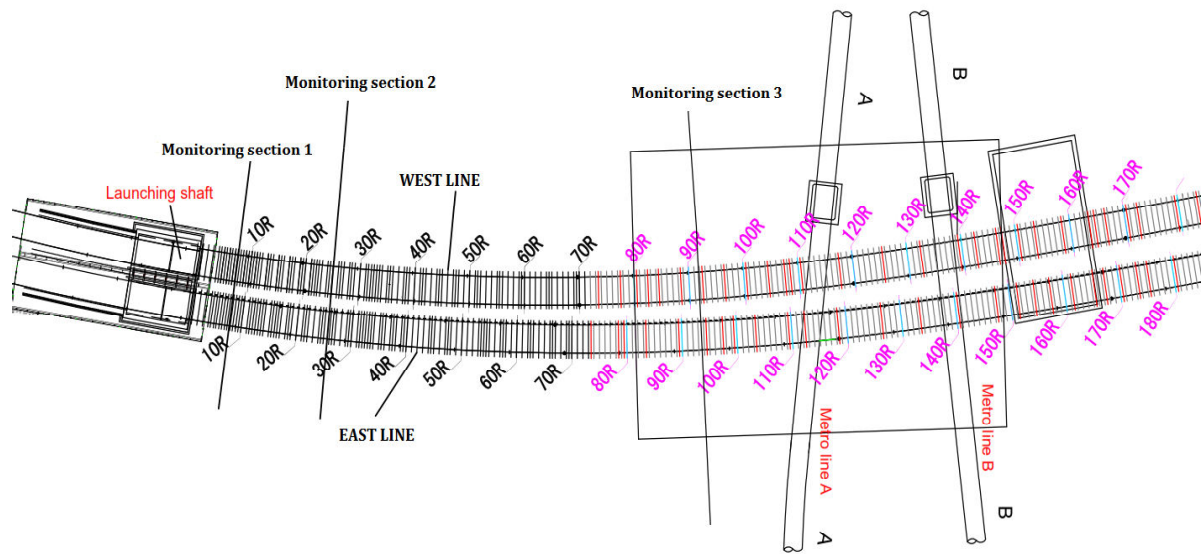 A
B
Monitoring section 2
Monitoring section 3
Monitoring section 1
WEST LINE
Launching shaft
10R
20R
30R
40R
50R
60R
70R
80R
90R
100R
110R
120R
130R
140R
150R
160R
170R
10R
20R
30R
40R
50R
60R
70R
80R
90R
100R
110R
120R
130R
140R
150R
160R
170R
180R
EAST LINE
Metro line A
Metro line B
A
B